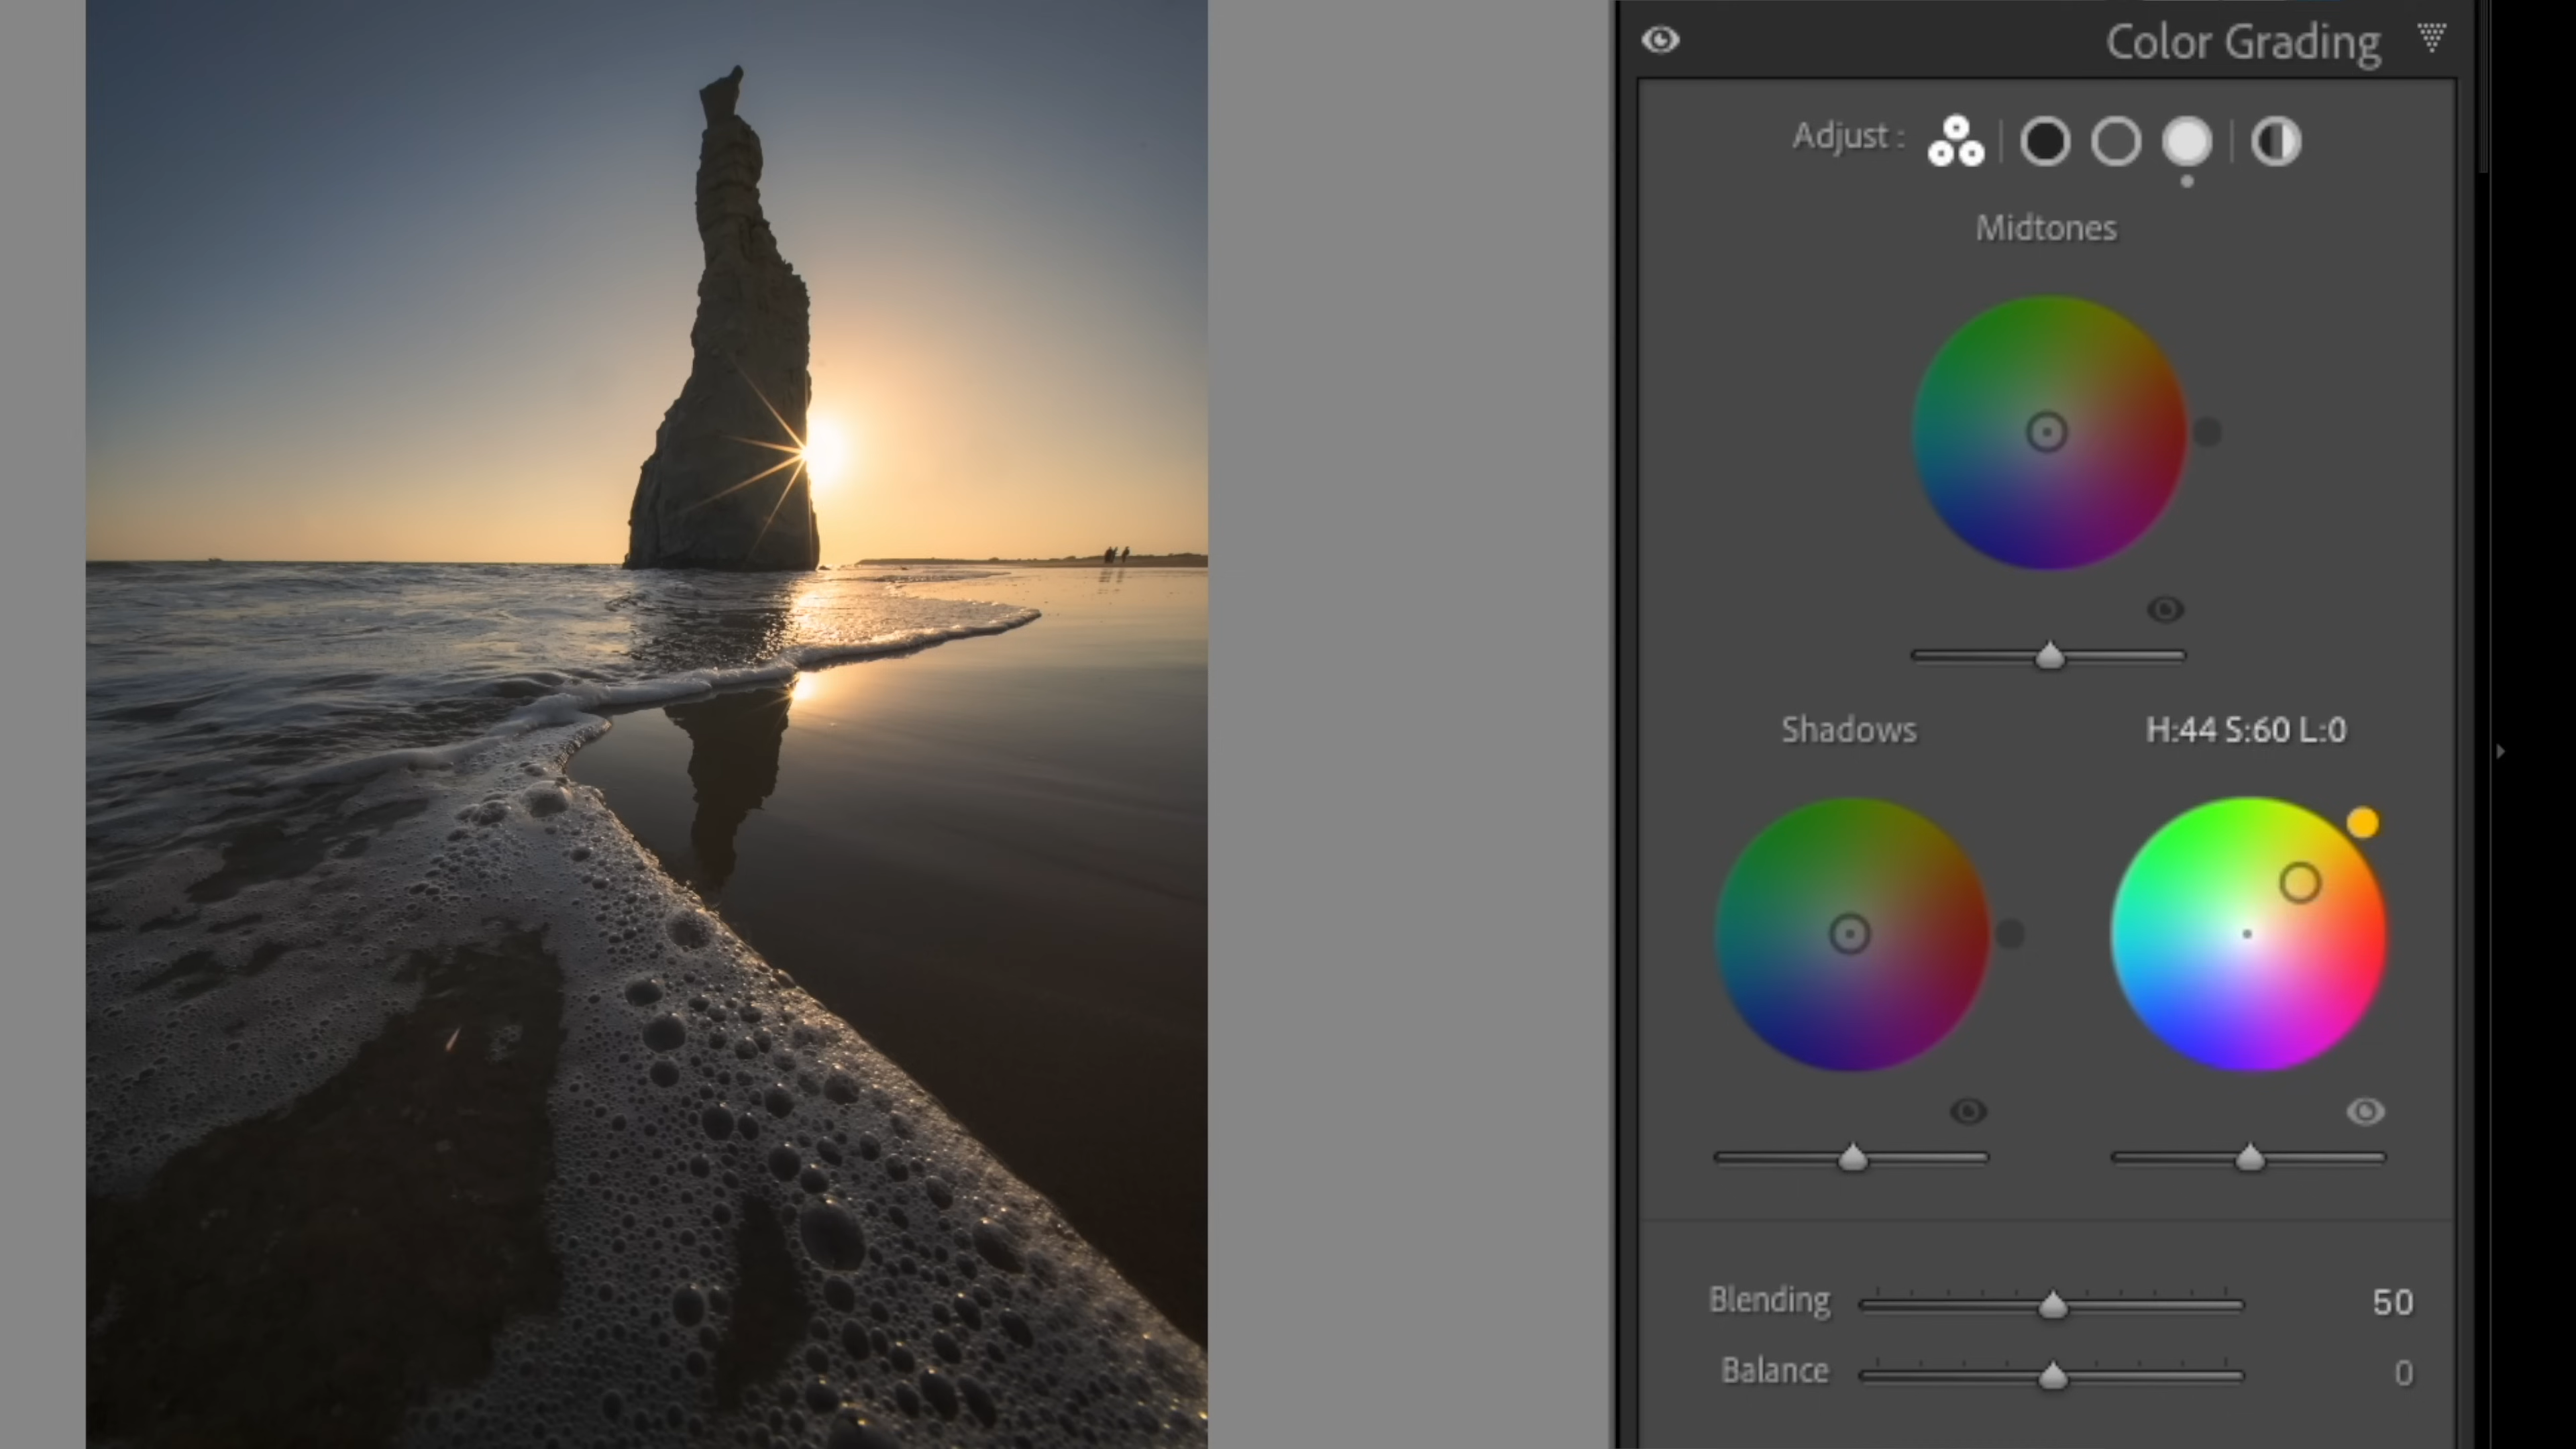 Color Grading
Adjust :
Midtones
Shadows
H:44 S:60 L:0
Blending 50
Balance 0